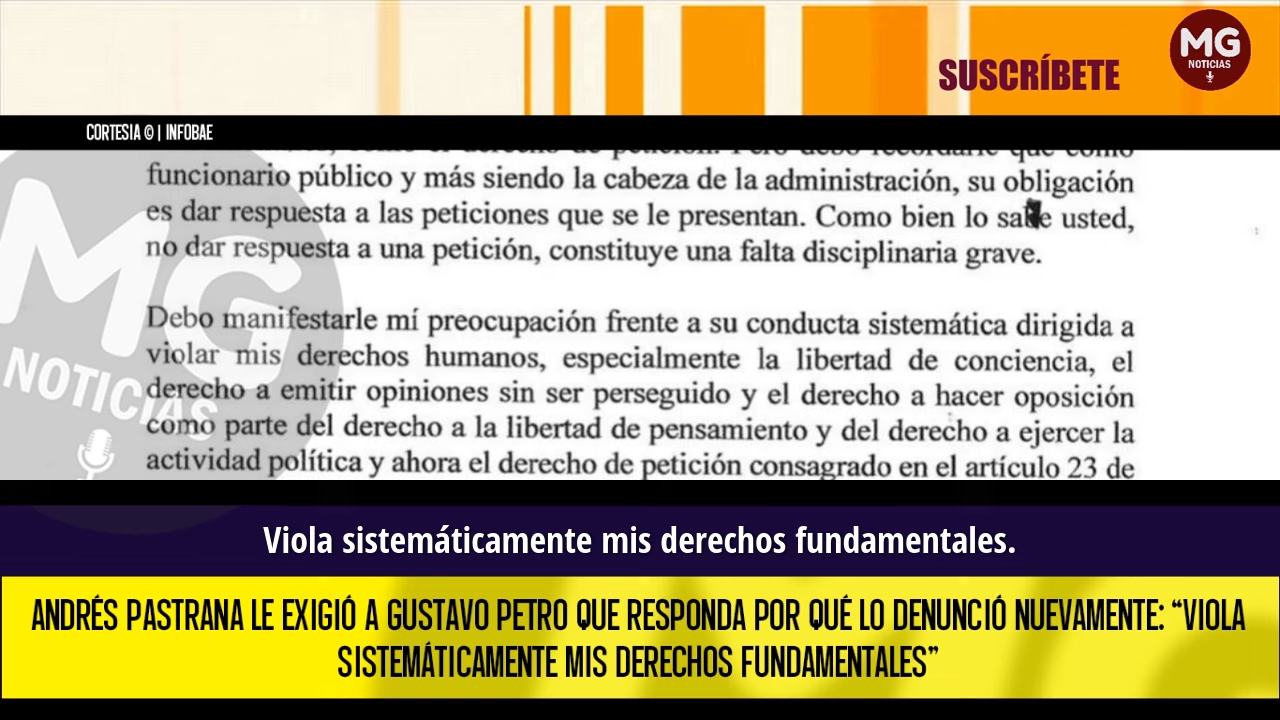 SUSCRÍBETE
MG
NOTICIAS
CORTESIA © | INFOBAE
funcionario público y más siendo la cabeza de la administración, su obligación
es dar respuesta a las peticiones que se le presentan. Como bien lo sabe usted,
no dar respuesta a una petición, constituye una falta disciplinaria grave.
Debo manifestarle mí preocupación frente a su conducta sistemática dirigida a
violar mis derechos humanos, especialmente la libertad de conciencia, el
derecho a emitir opiniones sin ser perseguido y el derecho a hacer oposición
como parte del derecho a la libertad de pensamiento y del derecho a ejercer la
actividad política y ahora el derecho de petición consagrado en el artículo 23 de
MG
NOTICIAS
Viola sistemáticamente mis derechos fundamentales.
ANDRÉS PASTRANA LE EXIGIÓ A GUSTAVO PETRO QUE RESPONDA POR QUÉ LO DENUNCIÓ NUEVAMENTE: “VIOLA
SISTEMÁTICAMENTE MIS DERECHOS FUNDAMENTALES”